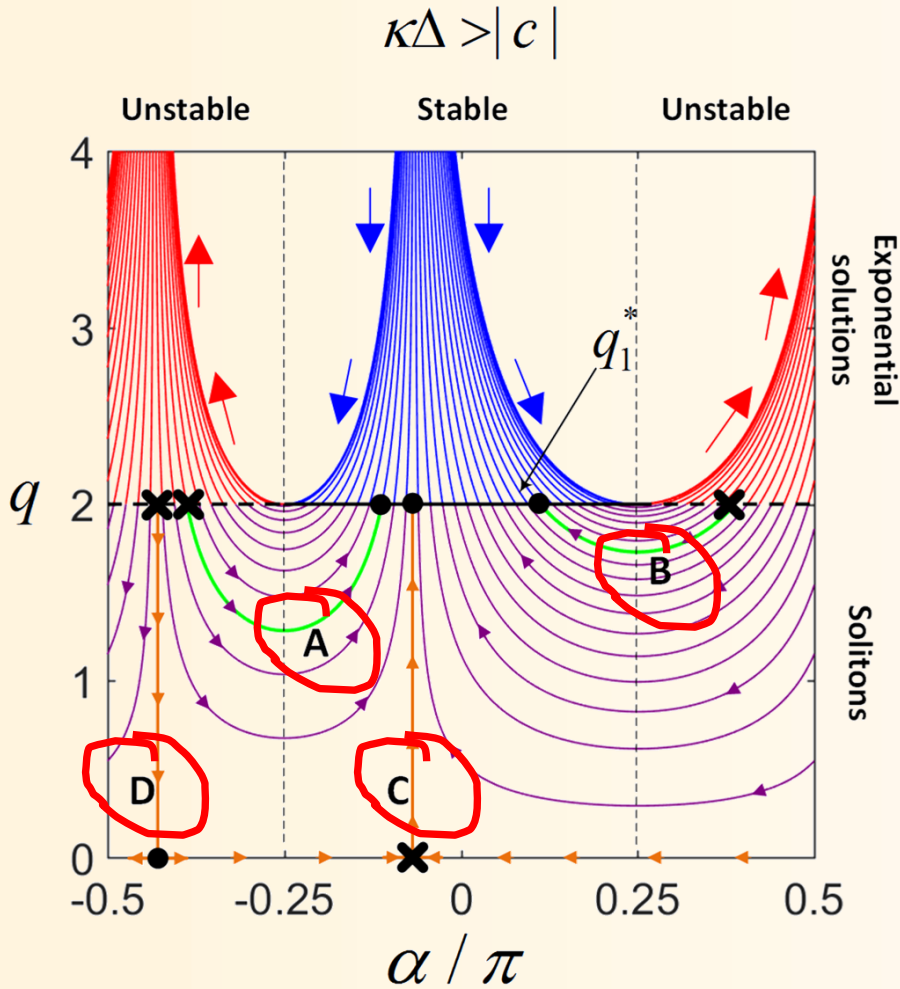 κΔ >| c |
Unstable
Stable
Unstable
4
3
2
1
0
q
q₁*
A
B
C
D
Exponential
solutions
Solitons
-0.5
-0.25
0
0.25
0.5
α / π